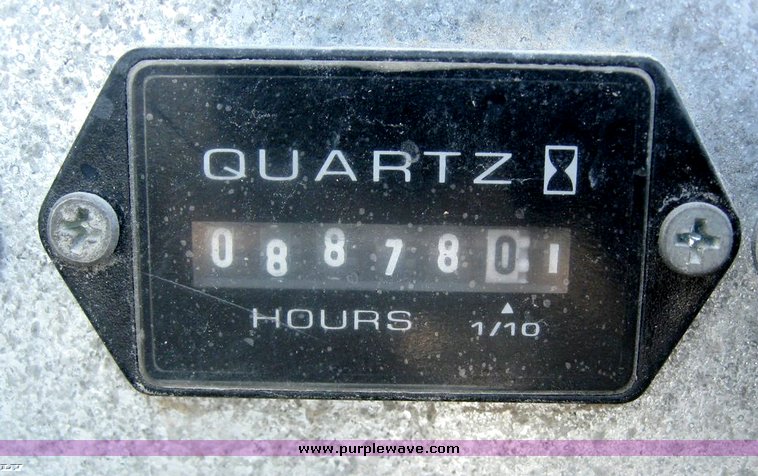 QUARTZ
0887801
HOURS 1/10
www.purplewave.com